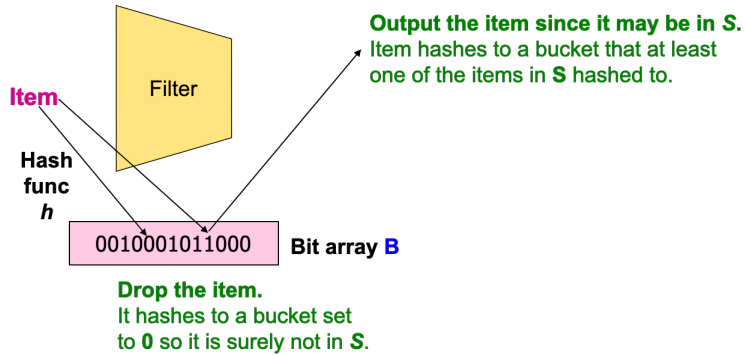 Output the item since it may be in S.
Item hashes to a bucket that at least
one of the items in S hashed to.
Filter
Item
Hash
func
h
0010001011000
Bit array B
Drop the item.
It hashes to a bucket set
to 0 so it is surely not in S.